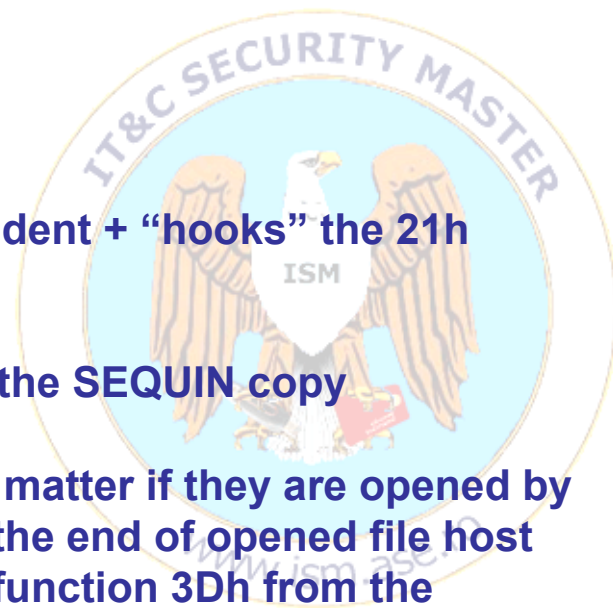 IT&C SECURITY MASTER
dent + “hooks” the 21h
ISM
the SEQUIN copy
matter if they are opened by
the end of opened file host
www.ism.ase.ro
function 3Dh from the